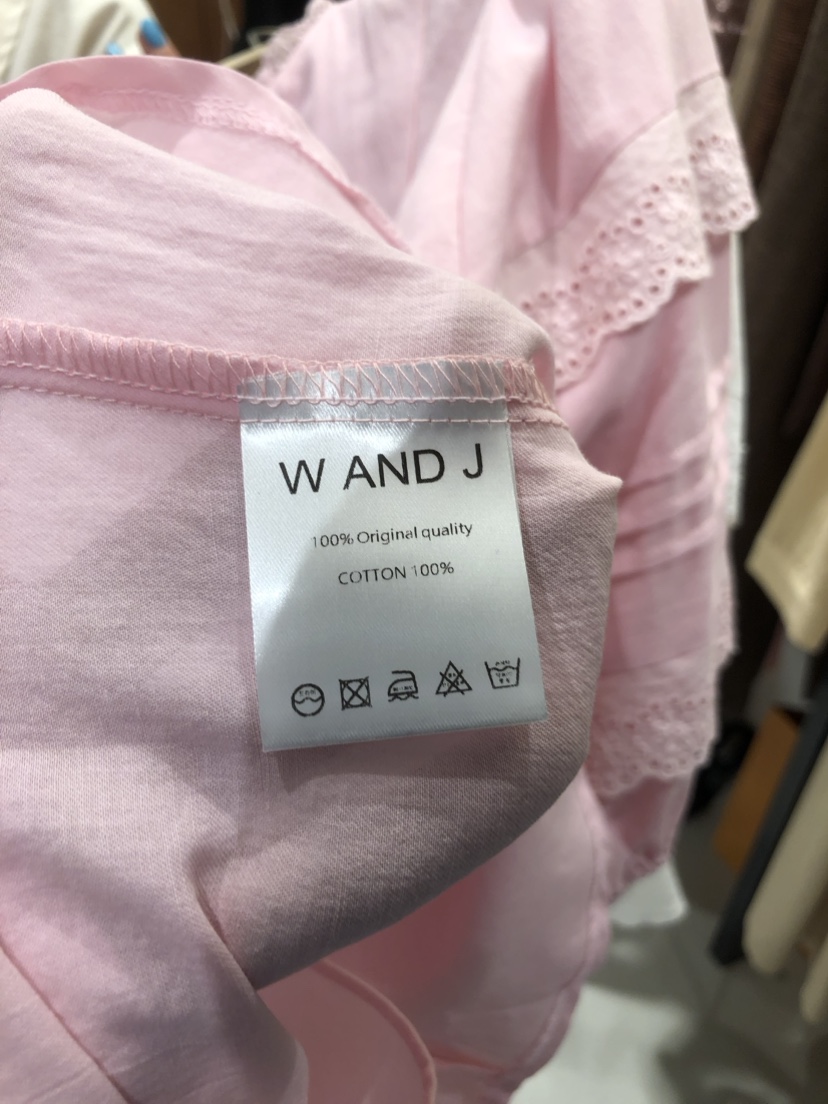 W AND J
100% Original quality
COTTON 100%